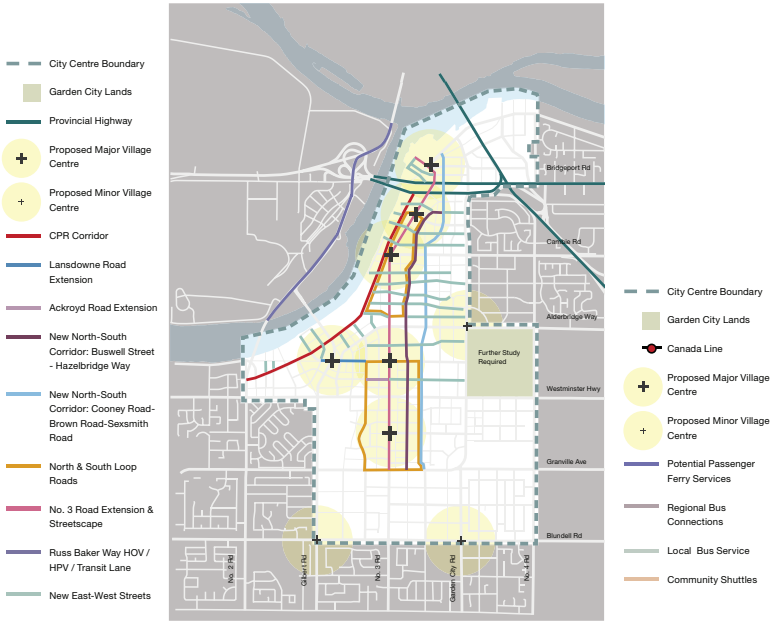 City Centre Boundary
Garden City Lands
Provincial Highway
Proposed Major Village
Centre
Proposed Minor Village
Centre
CPR Corridor
Lansdowne Road
Extension
Ackroyd Road Extension
New North-South
Corridor: Buswell Street
- Hazelbridge Way
New North-South
Corridor: Cooney Road-
Brown Road-Sexsmith
Road
North & South Loop
Roads
No. 3 Road Extension &
Streetscape
Russ Baker Way HOV /
HPV / Transit Lane
New East-West Streets
Bridgeport Rd
Cambie Rd
Alderbridge Way
Further Study
Required
Westminster Hwy
Granville Ave
Blundell Rd
No. 2 Rd
Gilbert Rd
No. 3 Rd
Garden City Rd
No. 4 Rd
City Centre Boundary
Garden City Lands
Canada Line
Proposed Major Village
Centre
Proposed Minor Village
Centre
Potential Passenger
Ferry Services
Regional Bus
Connections
Local Bus Service
Community Shuttles